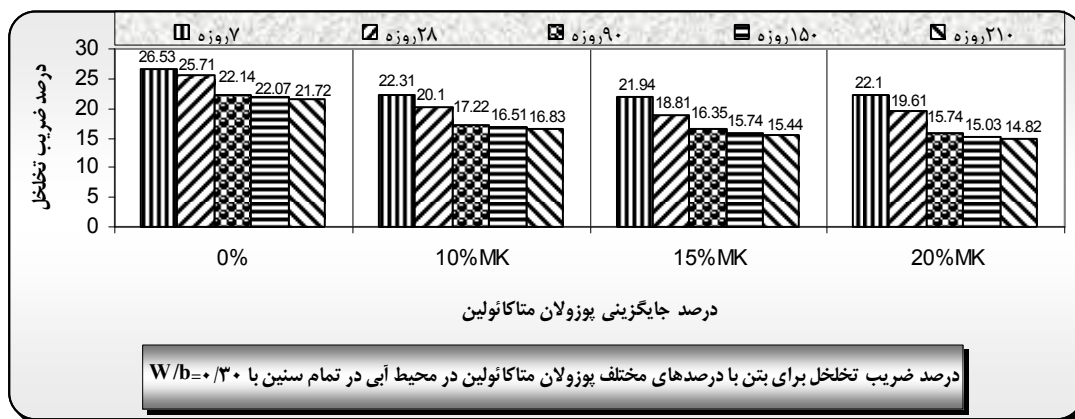 ۷روزه ۲۸روزه ۹۰روزه ۱۵۰روزه ۲۱۰روزه
درصد ضریب تخلخل
30
25
20
15
10
5
0
26.53 25.71 22.14 22.07 21.72
22.31 20.1 17.22 16.51 16.83
21.94 18.81 16.35 15.74 15.44
22.1 19.61 15.74 15.03 14.82
0% 10%MK 15%MK 20%MK
درصد جایگزینی پوزولان متاکائولین
درصد ضریب تخلخل برای بتن با درصدهای مختلف پوزولان متاکائولین در محیط آبی در تمام سنین با W/b=۰/۳۰